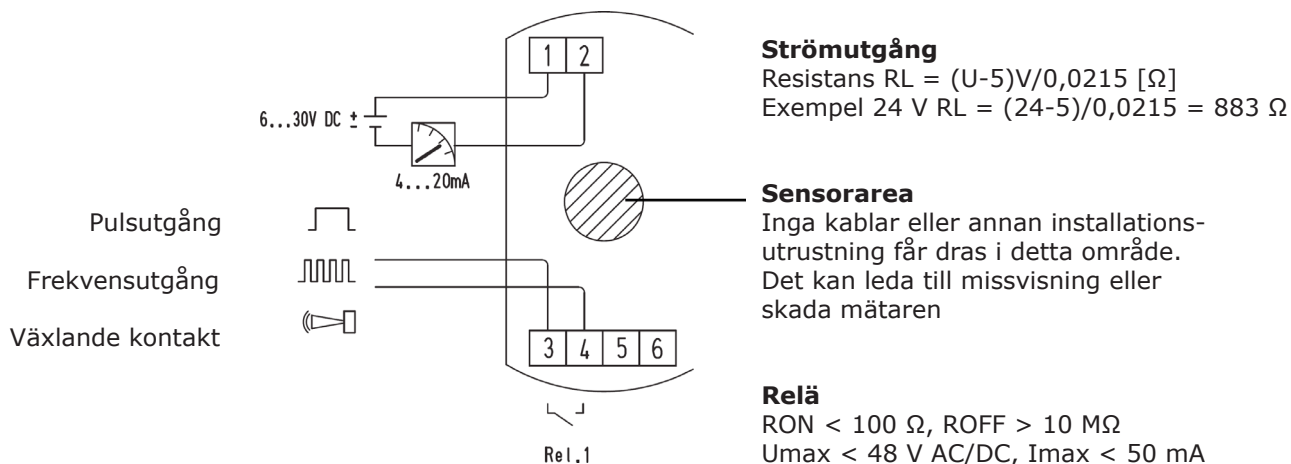 1 2
6...30V DC ±
4...20mA
Pulsutgång
Frekvensutgång
Växlande kontakt
3 4 5 6
Rel.1
Strömutgång
Resistans RL = (U-5)V/0,0215 [Ω]
Exempel 24 V RL = (24-5)/0,0215 = 883 Ω
Sensorarea
Inga kablar eller annan installations-
utrustning får dras i detta område.
Det kan leda till missvisning eller
skada mätaren
Relä
RON < 100 Ω, ROFF > 10 MΩ
Umax < 48 V AC/DC, Imax < 50 mA